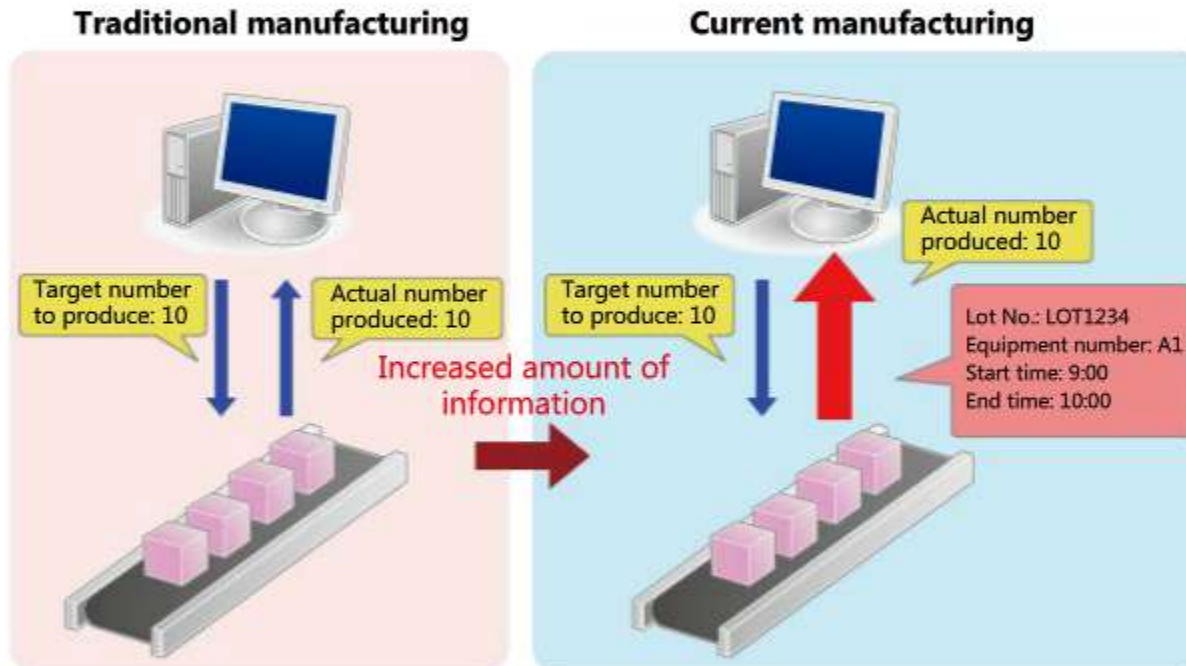 Traditional manufacturing
Target number
to produce: 10
Actual number
produced: 10
Increased amount of
information
Current manufacturing
Target number
to produce: 10
Actual number
produced: 10
Lot No.: LOT1234
Equipment number: A1
Start time: 9:00
End time: 10:00